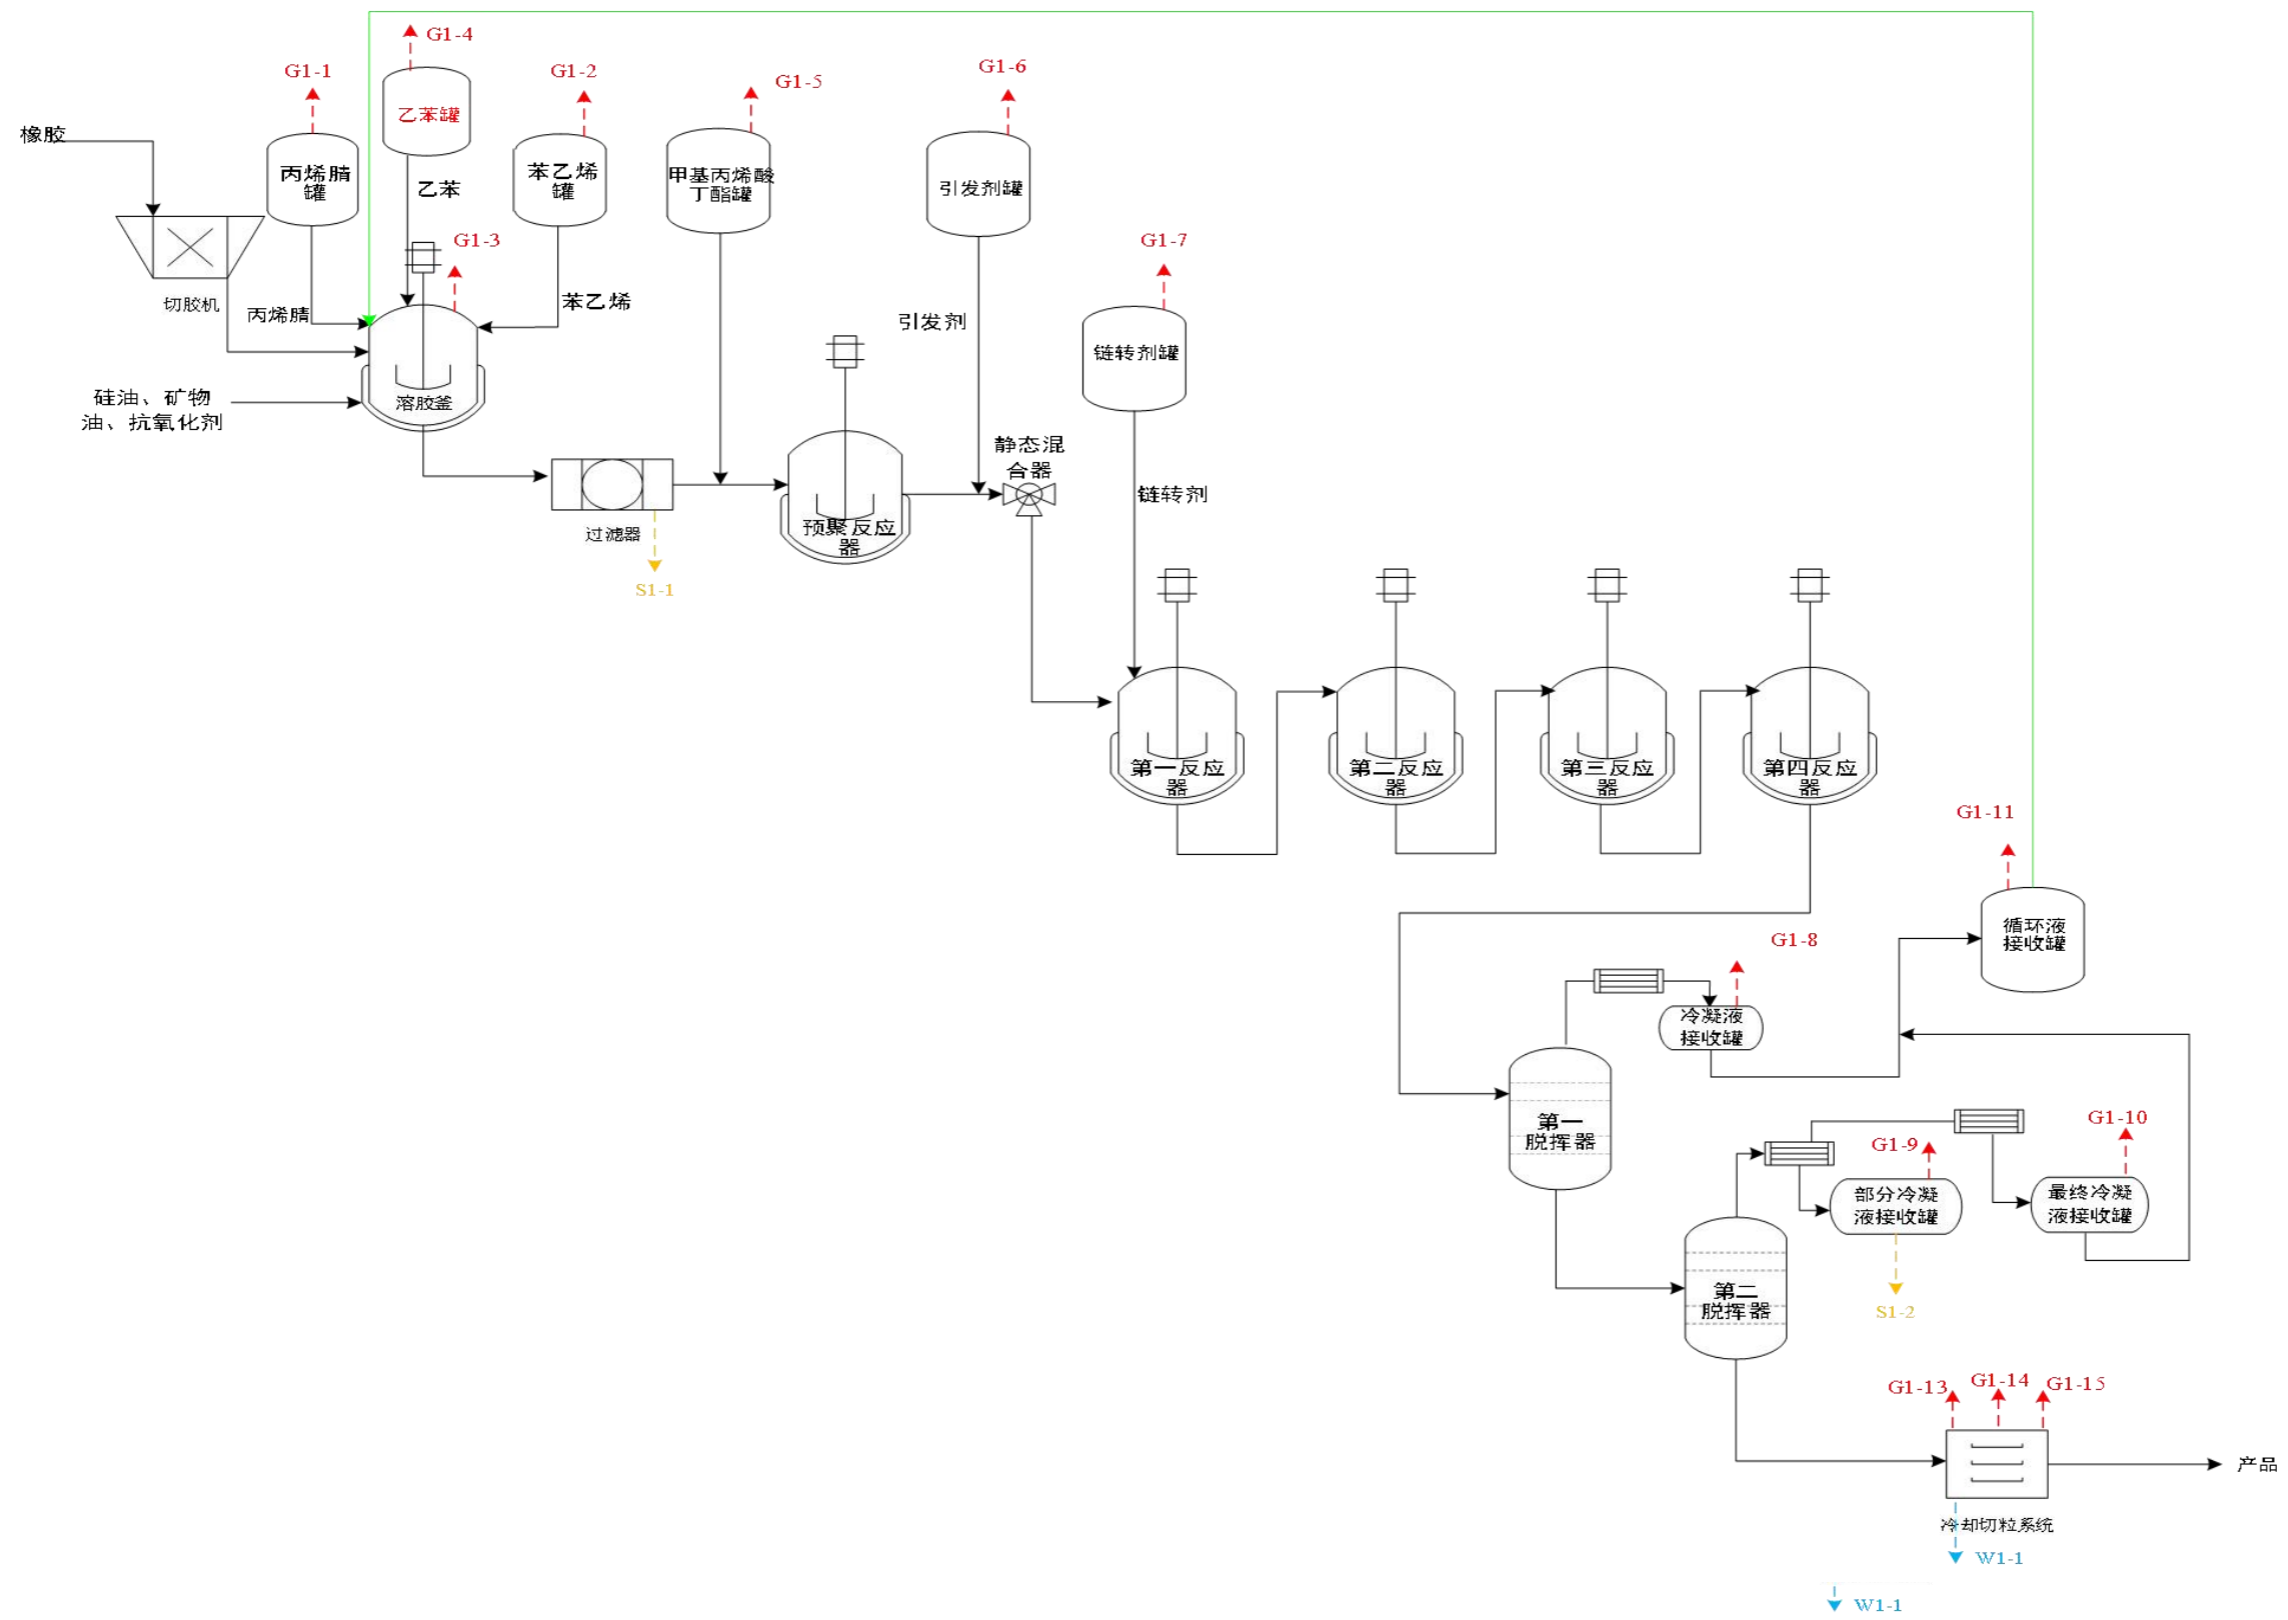 G1-4
G1-1
G1-2
G1-5
G1-6
乙苯罐
橡胶
丙烯腈
罐
乙苯
苯乙烯
罐
甲基丙烯酸
丁酯罐
引发剂罐
G1-3
G1-7
切胶机
丙烯腈
苯乙烯
引发剂
链转剂罐
硅油、矿物
油、抗氧化剂
溶胶釜
静态混
合器
链转剂
过滤器
预聚反应
器
S1-1
第一反应
器
第二反应
器
第三反应
器
第四反应
器
G1-11
循环液
接收罐
G1-8
冷凝液
接收罐
第一
脱挥器
G1-10
G1-9
部分冷凝
液接收罐
最终冷凝
液接收罐
第二
脱挥器
S1-2
G1-13
G1-14
G1-15
产品
冷却切粒系统
W1-1
W1-1